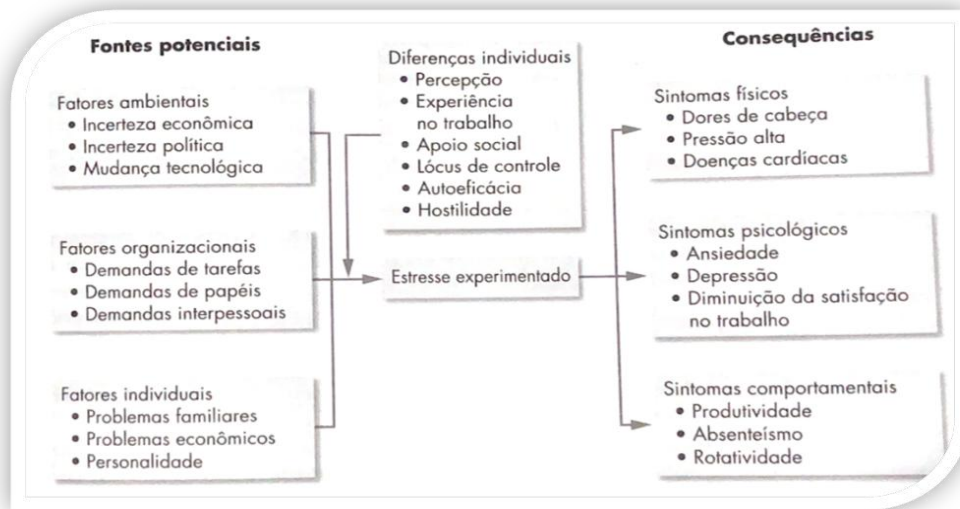 Fontes potenciais
Fatores ambientais
• Incerteza econômica
• Incerteza política
• Mudança tecnológica
Fatores organizacionais
• Demandas de tarefas
• Demandas de papéis
• Demandas interpessoais
Fatores individuais
• Problemas familiares
• Problemas econômicos
• Personalidade
Diferenças individuais
• Percepção
• Experiência
no trabalho
• Apoio social
• Lócus de controle
• Autoeficácia
• Hostilidade
Estresse experimentado
Consequências
Sintomas físicos
• Dores de cabeça
• Pressão alta
• Doenças cardíacas
Sintomas psicológicos
• Ansiedade
• Depressão
• Diminuição da satisfação
no trabalho
Sintomas comportamentais
• Produtividade
• Absenteísmo
• Rotatividade